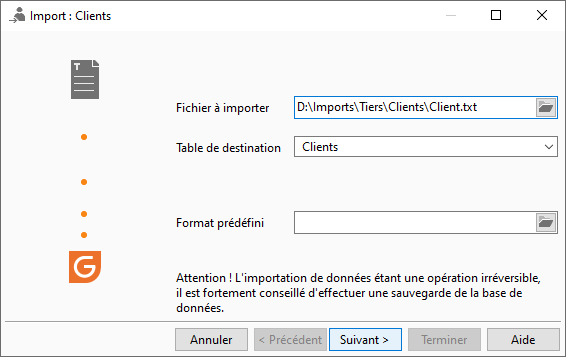 Import : Clients
T
Fichier à importer
D:\Imports\Tiers\Clients\Client.txt
Table de destination
Clients
Format prédéfini
G
Attention ! L'importation de données étant une opération irréversible,
il est fortement conseillé d'effectuer une sauvegarde de la base de
données.
Annuler
< Précédent
Suivant >
Terminer
Aide